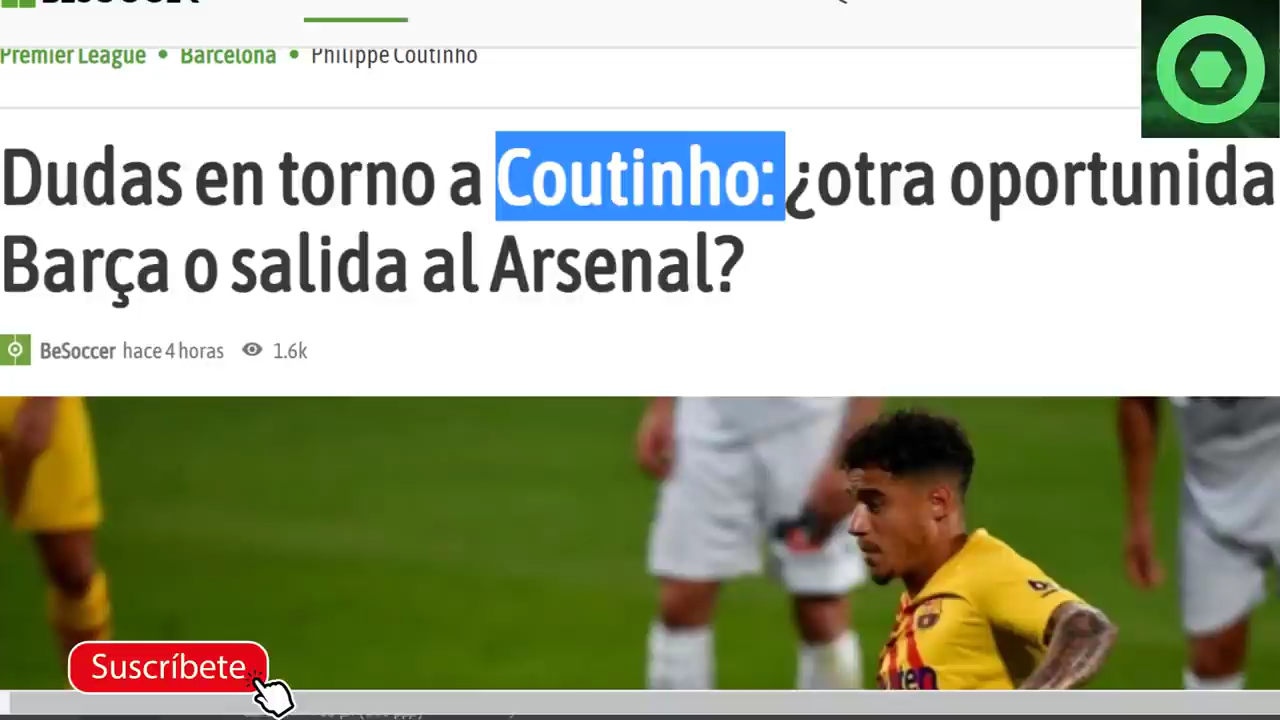 Premier League • Barcelona • Philippe Coutinho
Dudas en torno a Coutinho: ¿otra oportunida
Barça o salida al Arsenal?
BeSoccer hace 4 horas 1.6k
Suscríbete